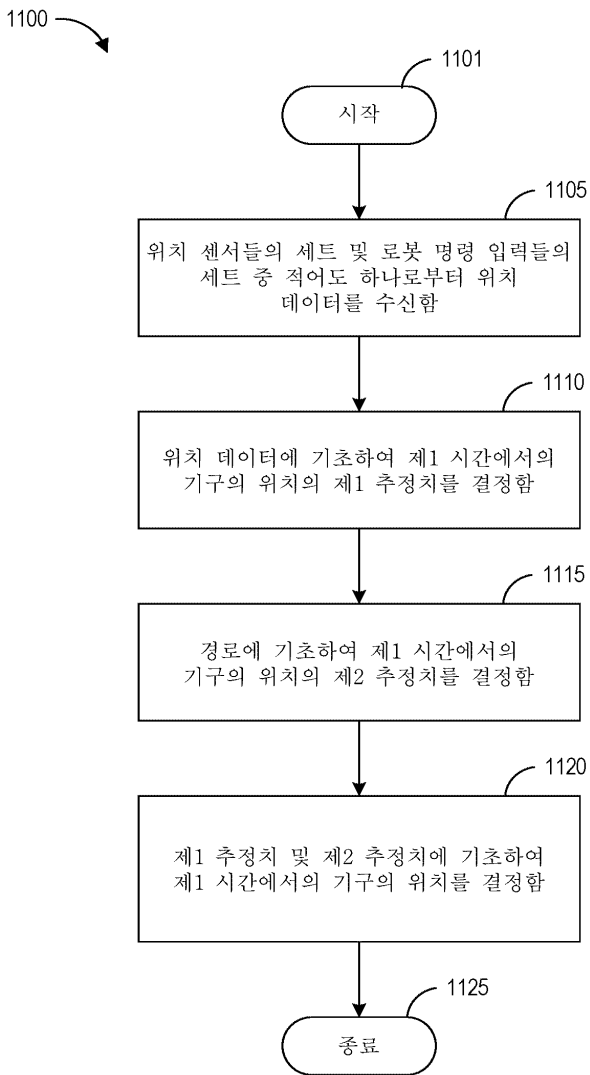 1100
1101
시작
1105
위치 센서들의 세트 및 로봇 명령 입력들의
세트 중 적어도 하나로부터 위치
데이터를 수신함
1110
위치 데이터에 기초하여 제1 시간에서의
기구의 위치의 제1 추정치를 결정함
1115
경로에 기초하여 제1 시간에서의
기구의 위치의 제2 추정치를 결정함
1120
제1 추정치 및 제2 추정치에 기초하여
제1 시간에서의 기구의 위치를 결정함
1125
종료